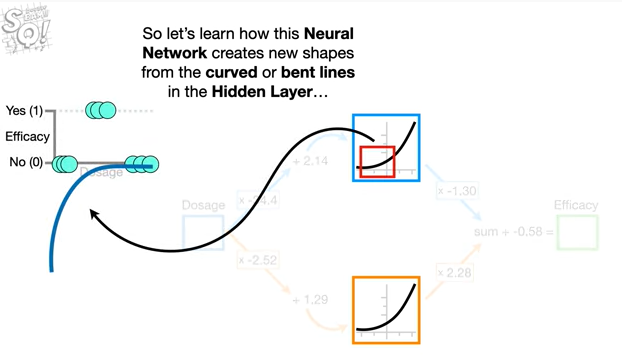 SQ!
So let's learn how this Neural
Network creates new shapes
from the curved or bent lines
in the Hidden Layer…
Yes (1)
Efficacy
No (0)
Dosage
+ 2.14
x -1.30
Dosage
Efficacy
sum + -0.58 =
x -2.52
x 2.28
+ 1.29